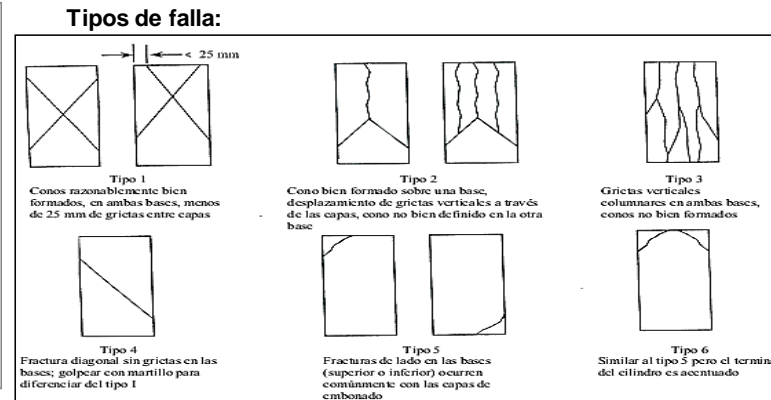 Tipos de falla:
< 25 mm
Tipo 1
Conos razonablemente bien
formados, en ambas bases, menos
de 25 mm de grietas entre capas
Tipo 2
Cono bien formado sobre una base,
desplazamiento de grietas verticales a través
de las capas, cono no bien definido en la otra
base
Tipo 3
Grietas verticales
columnares en ambas bases,
conos no bien formados
Tipo 4
Fractura diagonal sin grietas en las
bases; golpear con martillo para
diferenciar del tipo I
Tipo 5
Fracturas de lado en las bases
(superior o inferior) ocurren
comúnmente con las capas de
embonado
Tipo 6
Similar al tipo 5 pero el termina
del cilindro es acentuado